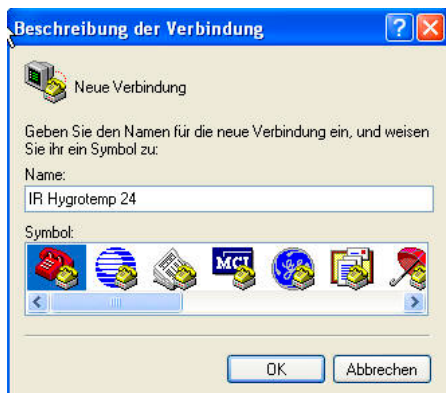 Beschreibung der Verbindung
Neue Verbindung
Geben Sie den Namen für die neue Verbindung ein, und weisen
Sie ihr ein Symbol zu:
Name:
IR Hygrotemp 24
Symbol:
MCI
OK Abbrechen